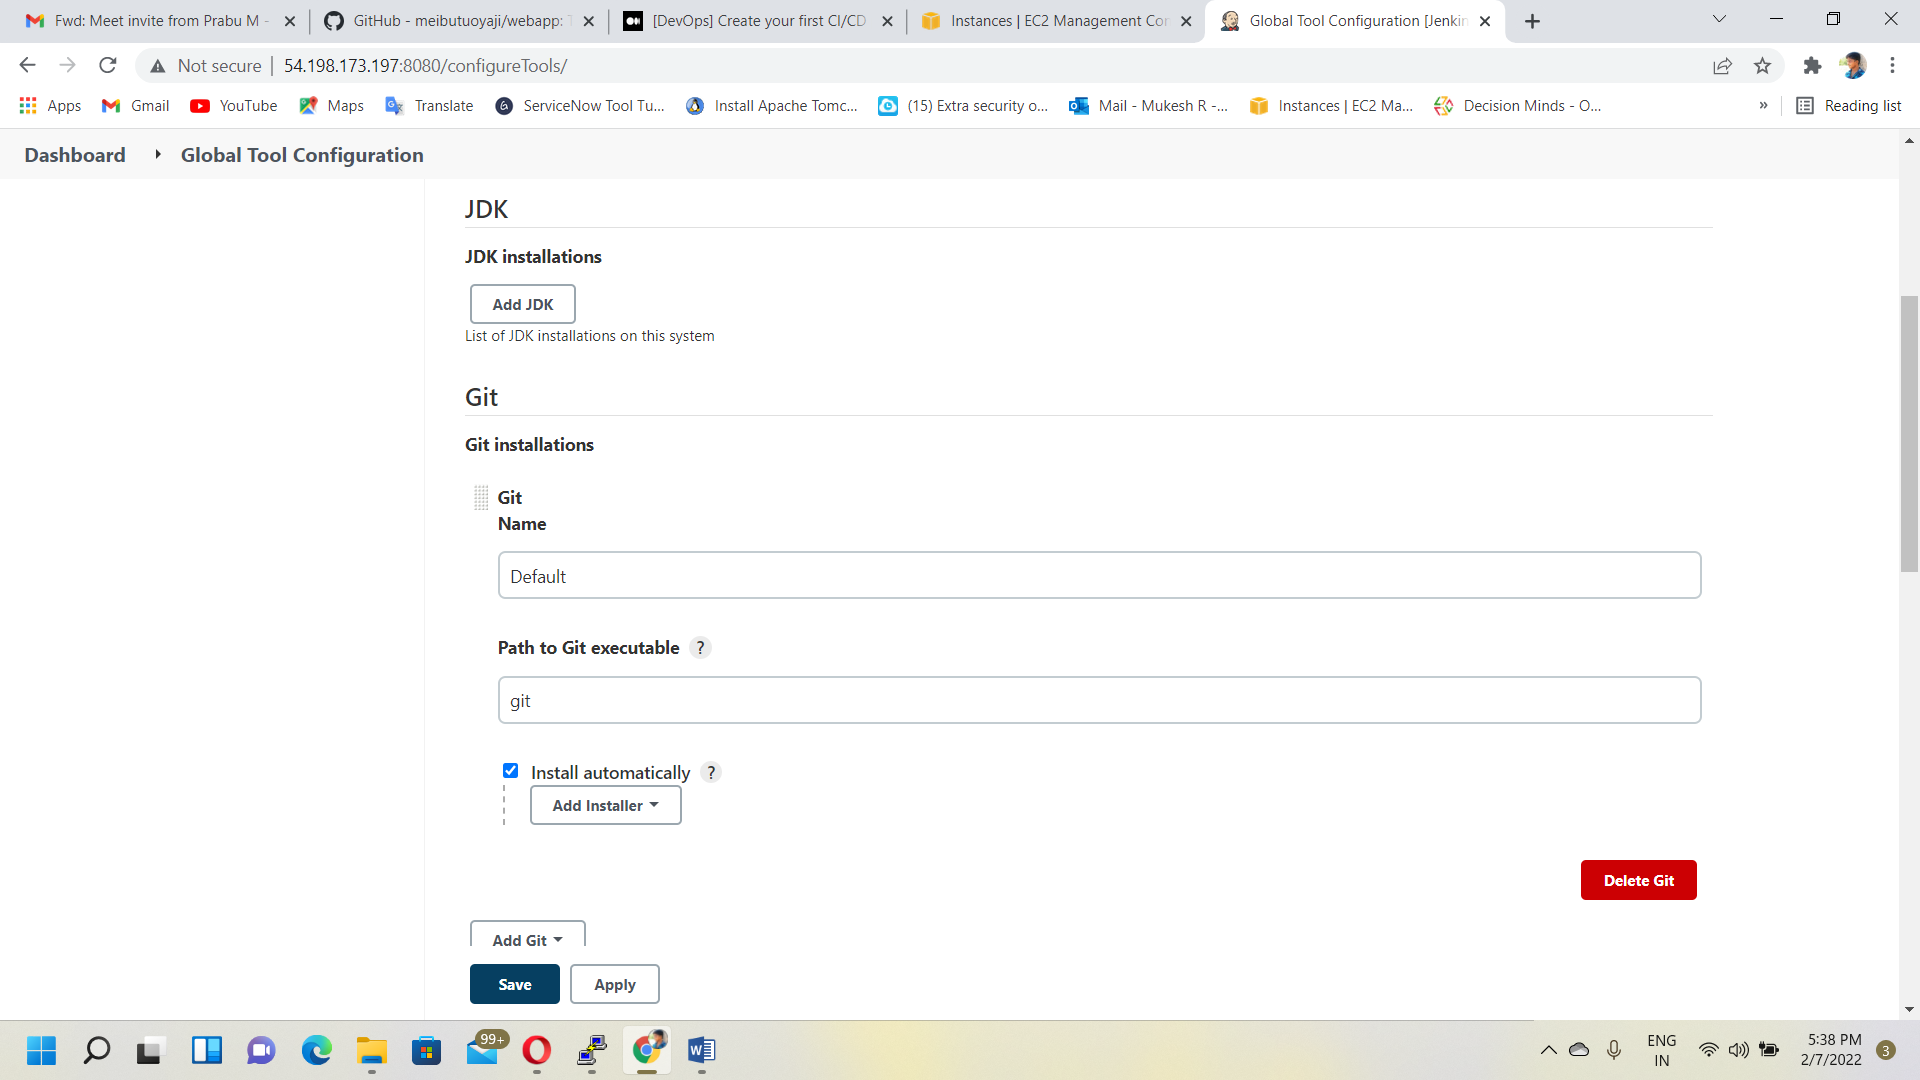 Fwd: Meet invite from Prabu M -
GitHub - meibutuoyaji/webapp: T
[DevOps] Create your first CI/CD
Instances | EC2 Management Con
Global Tool Configuration [Jenkin
Not secure
54.198.173.197:8080/configureTools/
Apps
Gmail
YouTube
Maps
Translate
ServiceNow Tool Tu...
Install Apache Tomc...
(15) Extra security o...
Mail - Mukesh R -...
Instances | EC2 Ma...
Decision Minds - O...
»
Reading list
Dashboard
Global Tool Configuration
JDK
JDK installations
Add JDK
List of JDK installations on this system
Git
Git installations
Git
Name
Default
Path to Git executable ?
git
Install automatically ?
Add Installer
Delete Git
Add Git
Save
Apply
99+
ENG
IN
5:38 PM
2/7/2022
3